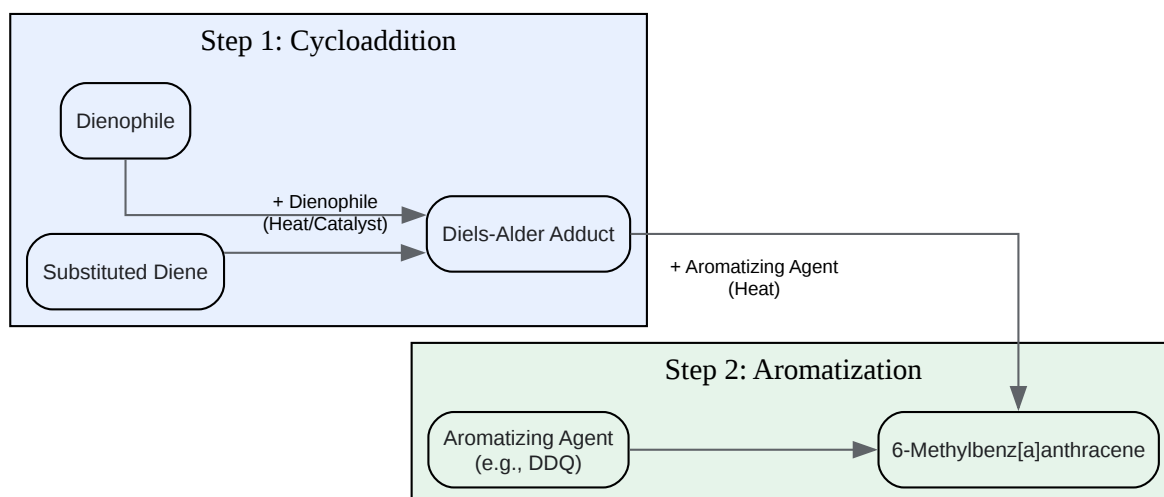 Step 1: Cycloaddition
Dienophile
+ Dienophile
(Heat/Catalyst)
Substituted Diene
Diels-Alder Adduct
+ Aromatizing Agent
(Heat)
Step 2: Aromatization
Aromatizing Agent
(e.g., DDQ)
6-Methylbenz[a]anthracene